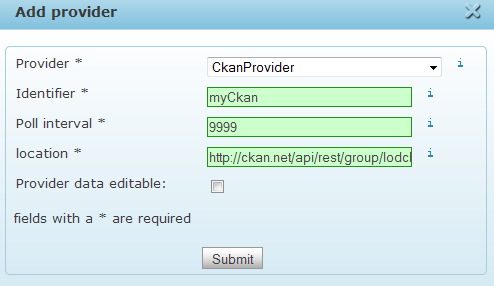 Add provider
Provider * CkanProvider i
Identifier * myCkan i
Poll interval * 9999 i
location * http://ckan.net/api/rest/group/lodcl i
Provider data editable:
fields with a * are required
Submit